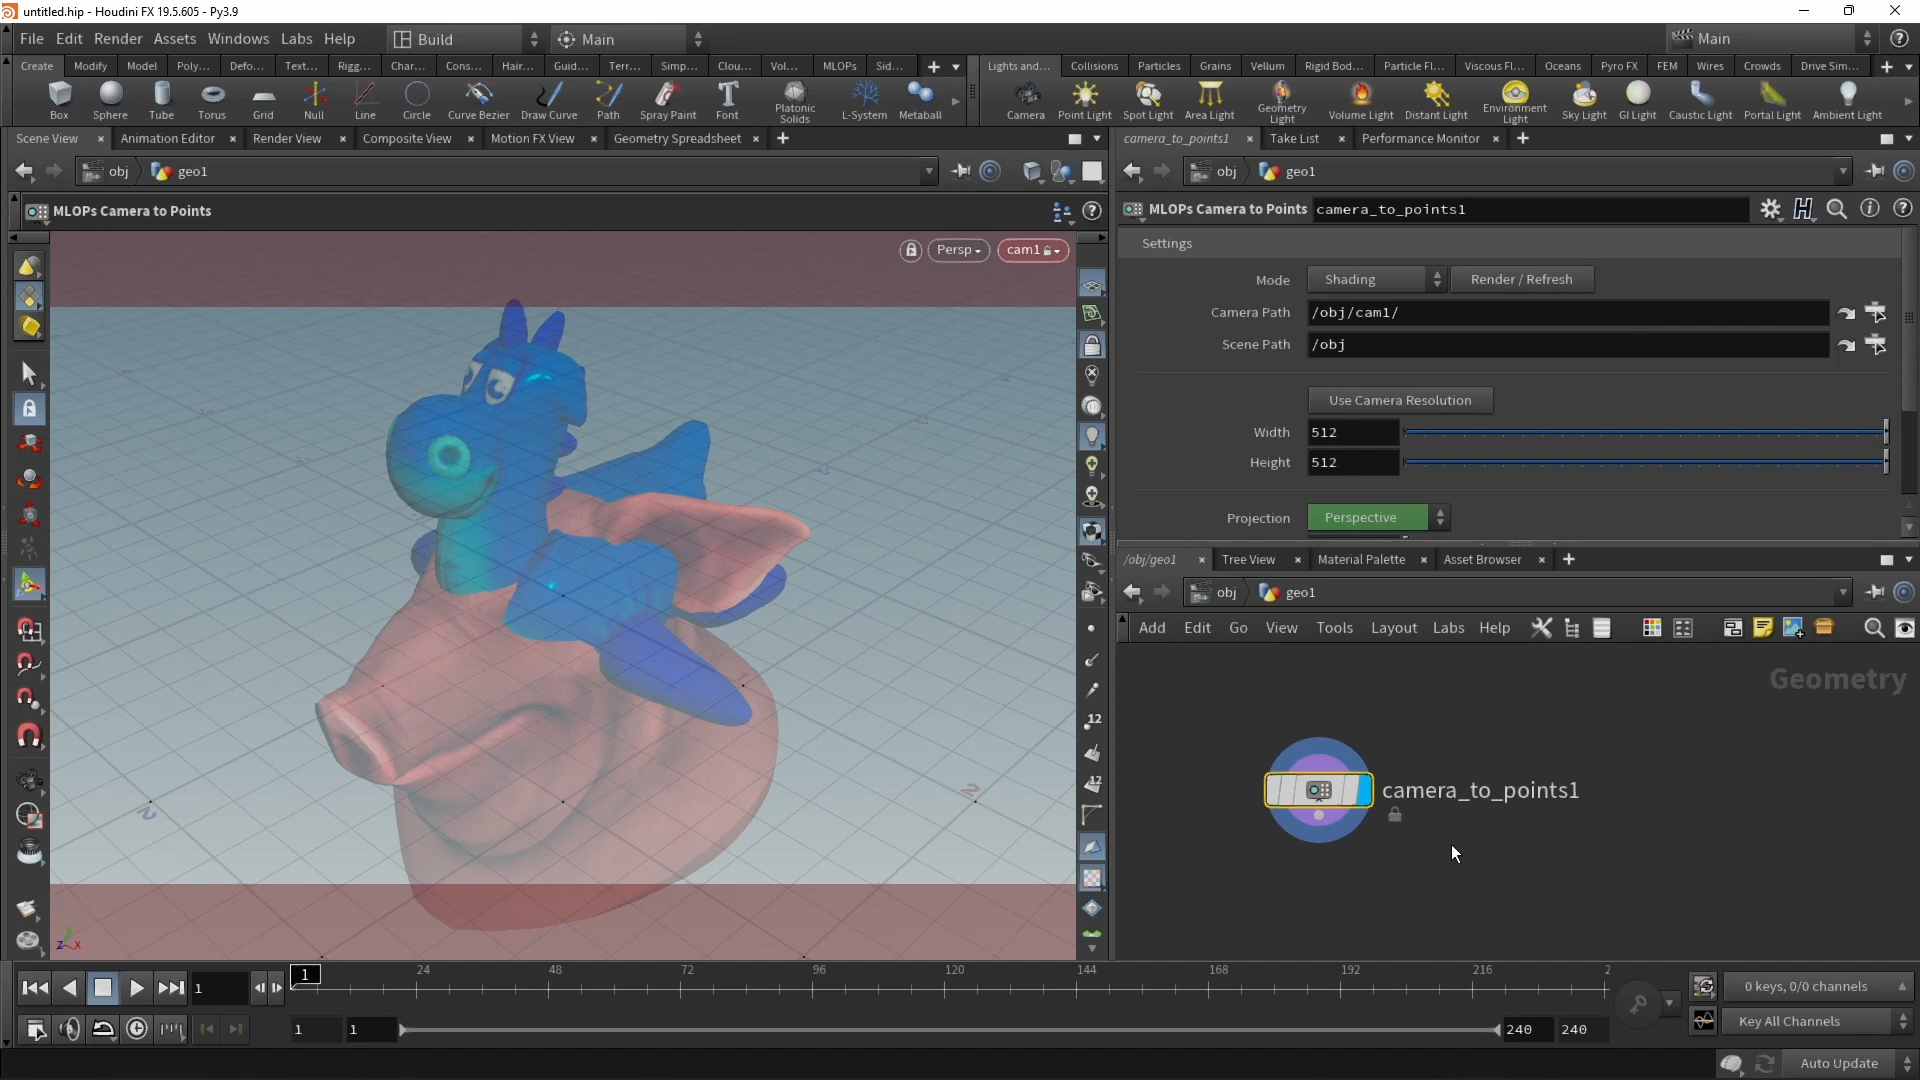 untitled.hip - Houdini FX 19.5.605 - Py3.9
File Edit Render Assets Windows Labs Help Build Main Main
Create Modify Model Poly... Defo... Text... Rigg... Char... Cons... Hair... Guid... Terr... Simp... Clou... Vol... MLOPs Sid...
Lights and... Collisions Particles Grains Vellum Rigid Bod... Particle Fl... Viscous Fl... Oceans Pyro FX FEM Wires Crowds Drive Sim...
Box Sphere Tube Torus Grid Null Line Circle Curve Bezier Draw Curve Path Spray Paint Font Platonic Solids L-System Metaball
Camera Point Light Spot Light Area Light Geometry Light Volume Light Distant Light Environment Light Sky Light GI Light Caustic Light Portal Light Ambient Light
Scene View Animation Editor Render View Composite View Motion FX View Geometry Spreadsheet
obj geo1
MLOPs Camera to Points
Persp cam1
12
12
2
2
z x y
camera_to_points1 Take List Performance Monitor
obj geo1
MLOPs Camera to Points camera_to_points1
Settings
Mode Shading Render / Refresh
Camera Path /obj/cam1/
Scene Path /obj
Use Camera Resolution
Width 512
Height 512
Projection Perspective
/obj/geo1 Tree View Material Palette Asset Browser
obj geo1
Add Edit Go View Tools Layout Labs Help
Geometry
camera_to_points1
1 1 24 48 72 96 120 144 168 192 216 2
0 keys, 0/0 channels
1 1 240 240
Key All Channels
Auto Update